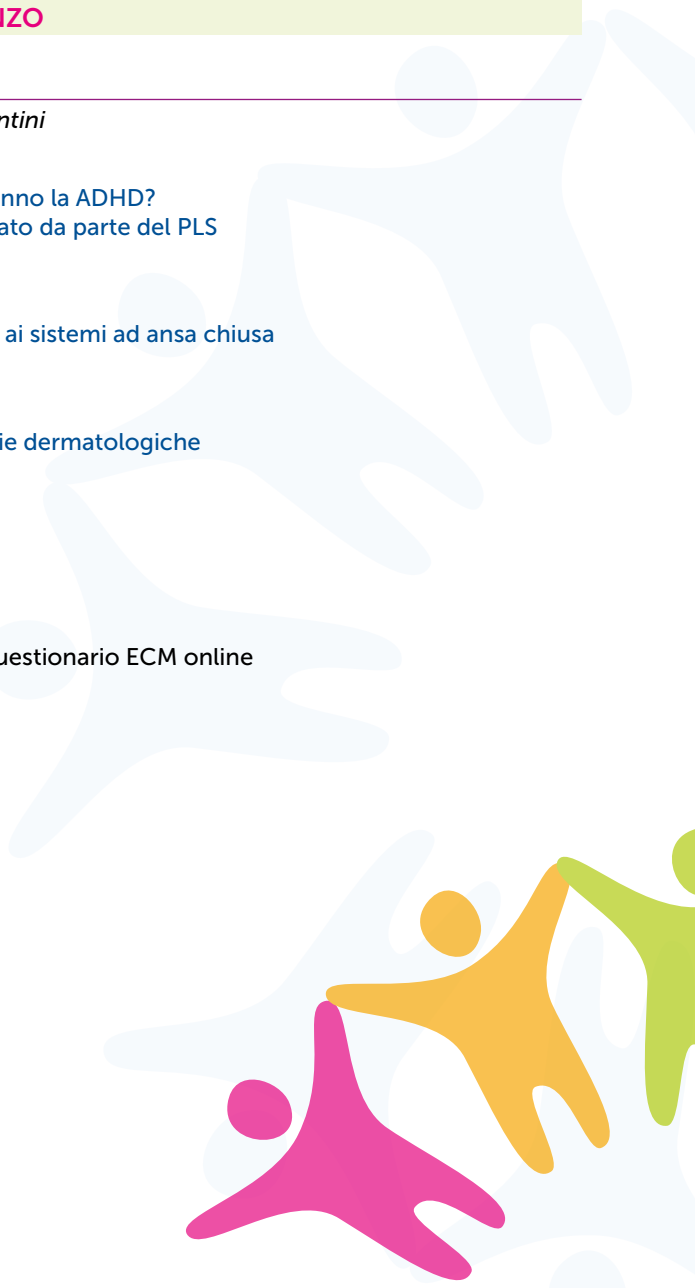 NZO
ntini
nno la ADHD?
ato da parte del PLS
ai sistemi ad ansa chiusa
ie dermatologiche
uestionario ECM online